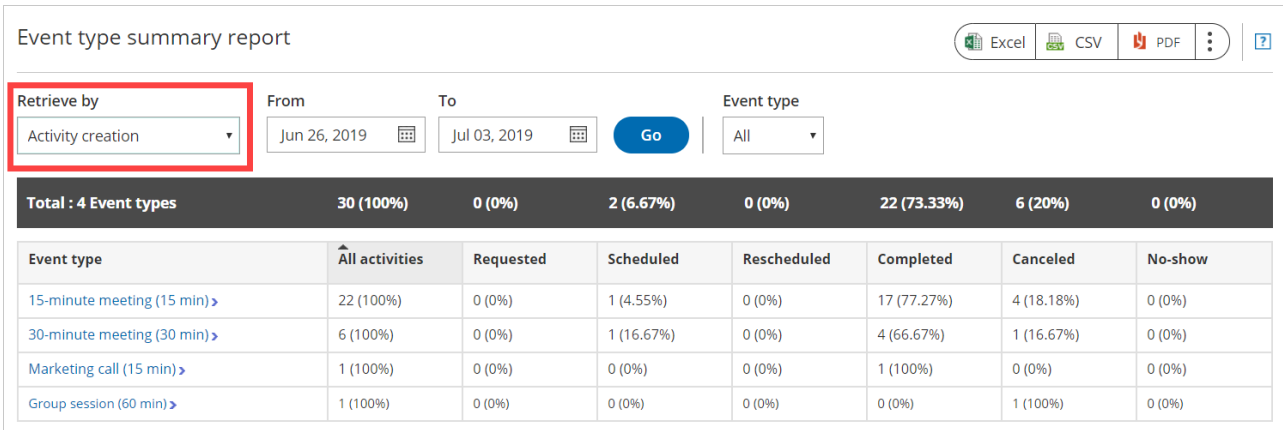 Event type summary report Excel CSV PDF ?
Retrieve by From To Event type
Activity creation Jun 26, 2019 Jul 03, 2019 Go All
Total : 4 Event types 30 (100%) 0 (0%) 2 (6.67%) 0 (0%) 22 (73.33%) 6 (20%) 0 (0%)
Event type All activities Requested Scheduled Rescheduled Completed Canceled No-show
15-minute meeting (15 min) 22 (100%) 0 (0%) 1 (4.55%) 0 (0%) 17 (77.27%) 4 (18.18%) 0 (0%)
30-minute meeting (30 min) 6 (100%) 0 (0%) 1 (16.67%) 0 (0%) 4 (66.67%) 1 (16.67%) 0 (0%)
Marketing call (15 min) 1 (100%) 0 (0%) 0 (0%) 0 (0%) 1 (100%) 0 (0%) 0 (0%)
Group session (60 min) 1 (100%) 0 (0%) 0 (0%) 0 (0%) 0 (0%) 1 (100%) 0 (0%)